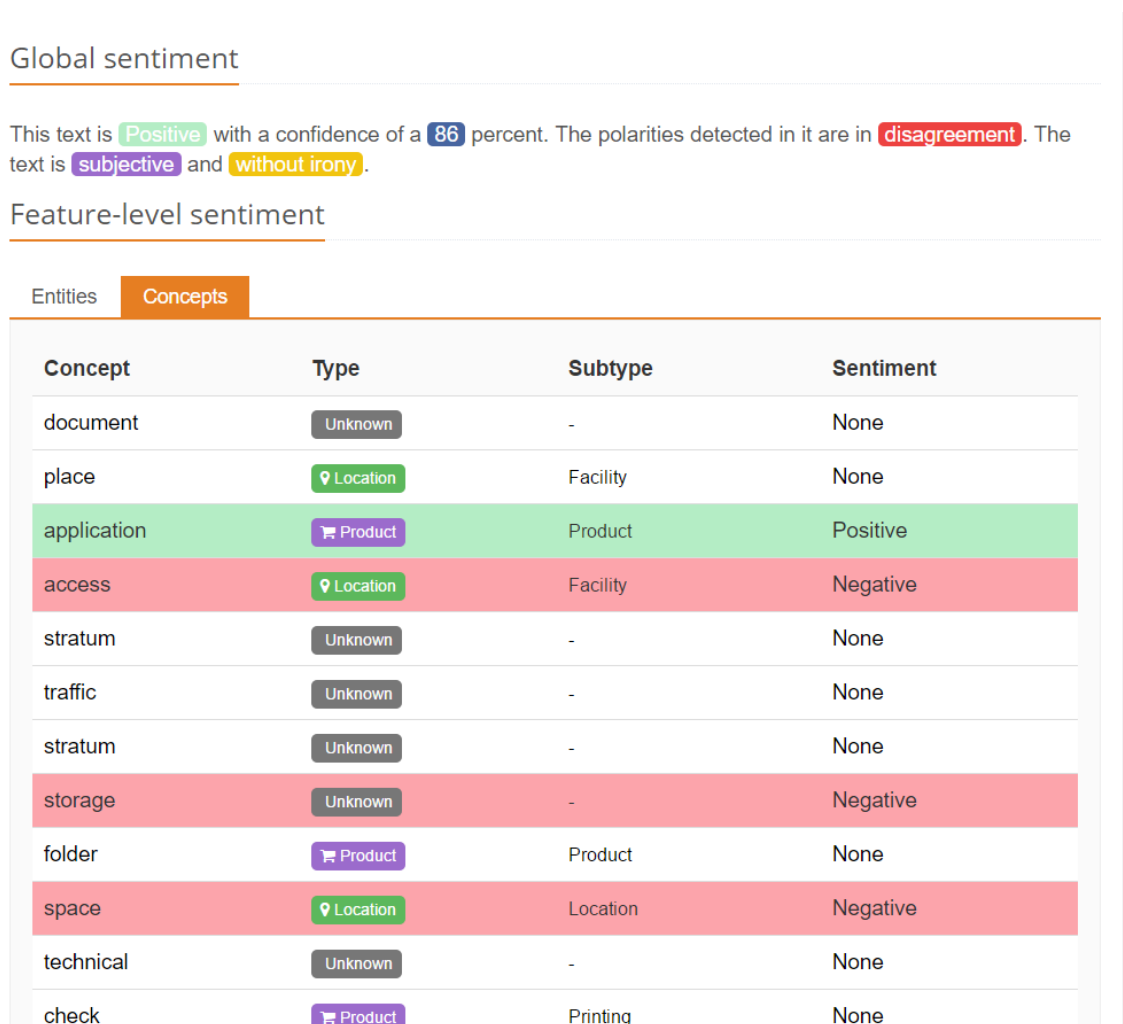 Global sentiment
This text is Positive with a confidence of a 86 percent. The polarities detected in it are in disagreement. The
text is subjective and without irony.
Feature-level sentiment
Entities Concepts
Concept Type Subtype Sentiment
document Unknown - None
place Location Facility None
application Product Product Positive
access Location Facility Negative
stratum Unknown - None
traffic Unknown - None
stratum Unknown - None
storage Unknown - Negative
folder Product Product None
space Location Location Negative
technical Unknown - None
check Product Printing None